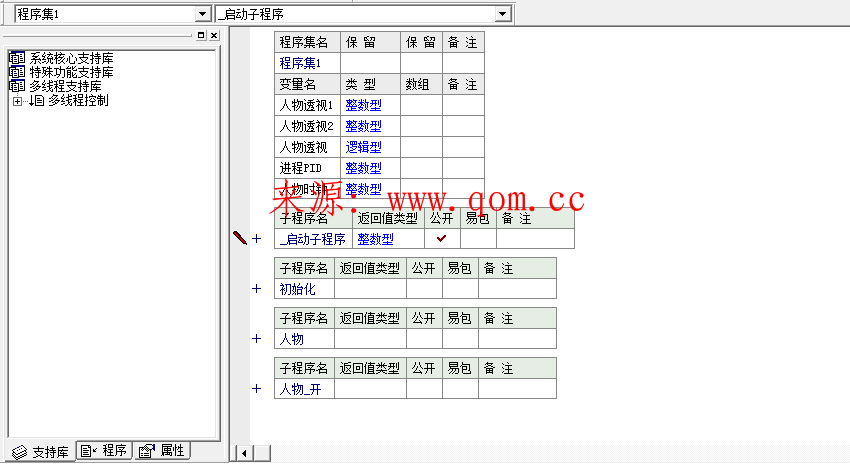 程序集1 _启动子程序
系统核心支持库
特殊功能支持库
多线程支持库
多线程控制
支持库 程序 属性
程序集名 保 留 保 留 备 注
程序集1
变量名 类 型 数组 备 注
人物透视1 整数型
人物透视2 整数型
人物透视 逻辑型
进程PID 整数型
人物时钟 整数型
来源: www.qom.cc
子程序名 返回值类型 公开 易包 备 注
_启动子程序 整数型
子程序名 返回值类型 公开 易包 备 注
初始化
子程序名 返回值类型 公开 易包 备 注
人物
子程序名 返回值类型 公开 易包 备 注
人物_开